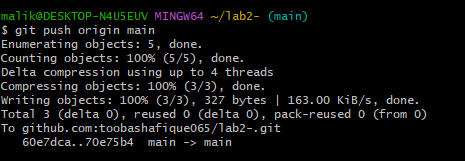 malik@DESKTOP-N4U5EUV MINGW64 ~/lab2- (main)
$ git push origin main
Enumerating objects: 5, done.
Counting objects: 100% (5/5), done.
Delta compression using up to 4 threads
Compressing objects: 100% (3/3), done.
Writing objects: 100% (3/3), 327 bytes | 163.00 KiB/s, done.
Total 3 (delta 0), reused 0 (delta 0), pack-reused 0 (from 0)
To github.com:toobashafique065/lab2-.git
   60e7dca..70e75b4  main -> main